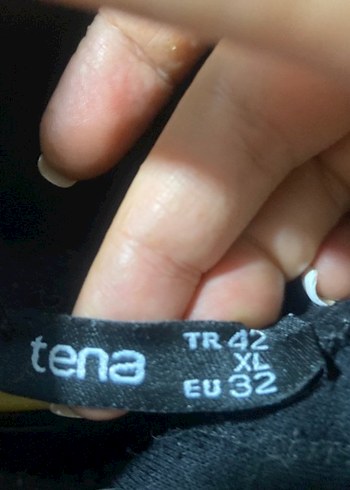 tena
TR 42
XL
EU 32